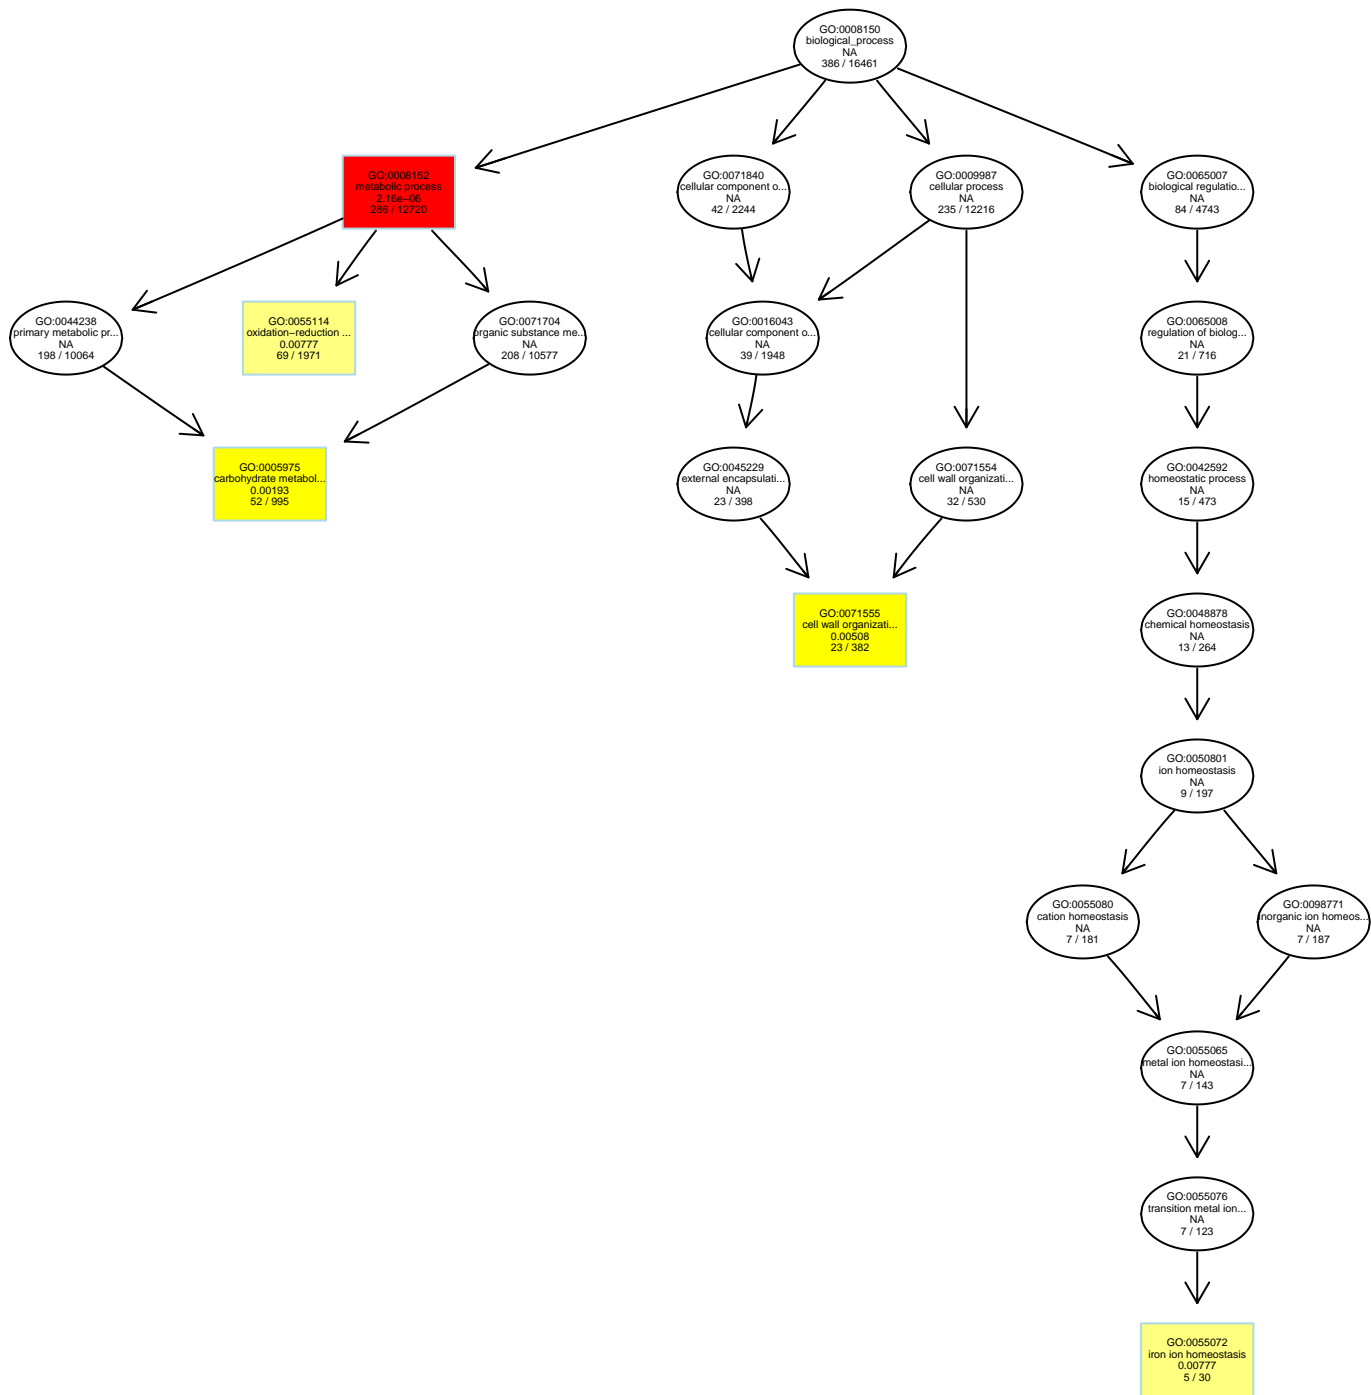 GO:0008150
biological_process
NA
386 / 16461
GO:0008152
metabolic process
2.16e−06
286 / 12720
GO:0071840
cellular component o...
NA
42 / 2244
GO:0009987
cellular process
NA
235 / 12216
GO:0065007
biological regulatio...
NA
84 / 4743
GO:0044238
primary metabolic pr...
NA
198 / 10064
GO:0055114
oxidation−reduction ...
0.00777
69 / 1971
GO:0071704
organic substance me...
NA
208 / 10577
GO:0016043
cellular component o...
NA
39 / 1948
GO:0065008
regulation of biolog...
NA
21 / 716
GO:0005975
carbohydrate metabol...
0.00193
52 / 995
GO:0045229
external encapsulati...
NA
23 / 398
GO:0071554
cell wall organizati...
NA
32 / 530
GO:0042592
homeostatic process
NA
15 / 473
GO:0071555
cell wall organizati...
0.00508
23 / 382
GO:0048878
chemical homeostasis
NA
13 / 264
GO:0050801
ion homeostasis
NA
9 / 197
GO:0055080
cation homeostasis
NA
7 / 181
GO:0098771
inorganic ion homeos...
NA
7 / 187
GO:0055065
metal ion homeostasi...
NA
7 / 143
GO:0055076
transition metal ion...
NA
7 / 123
GO:0055072
iron ion homeostasis
0.00777
5 / 30